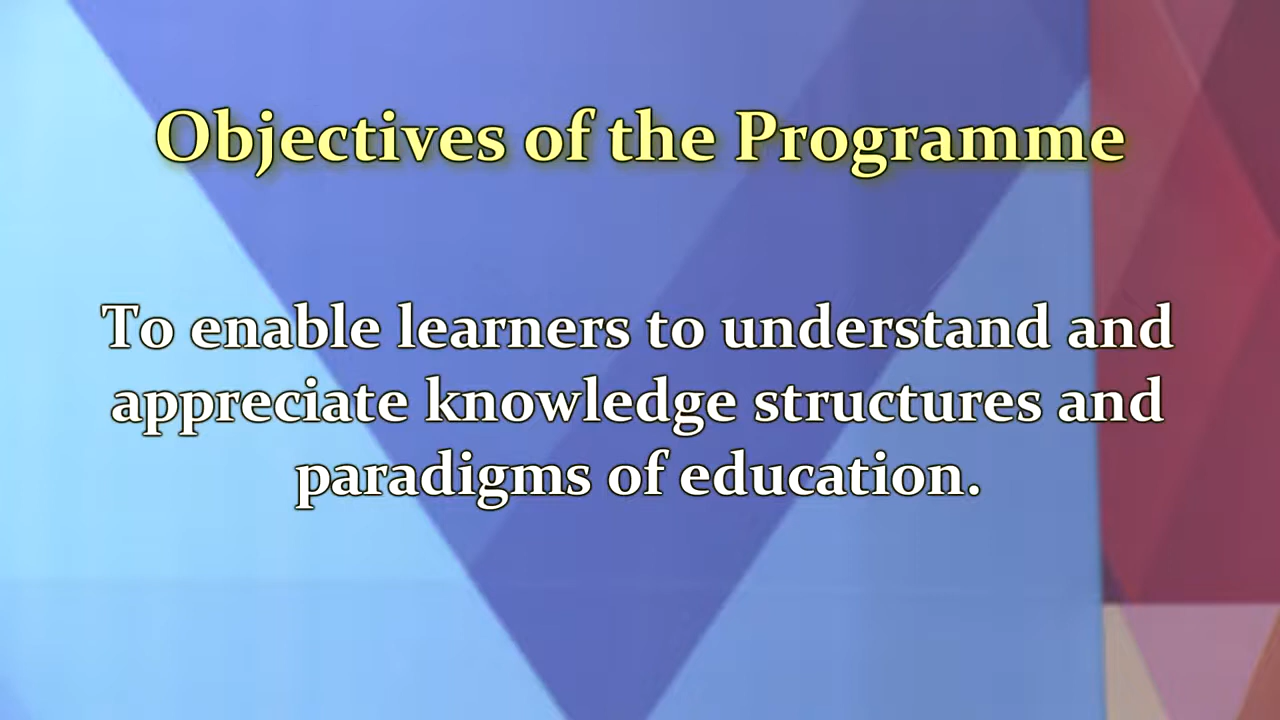 Objectives of the Programme
To enable learners to understand and
appreciate knowledge structures and
paradigms of education.